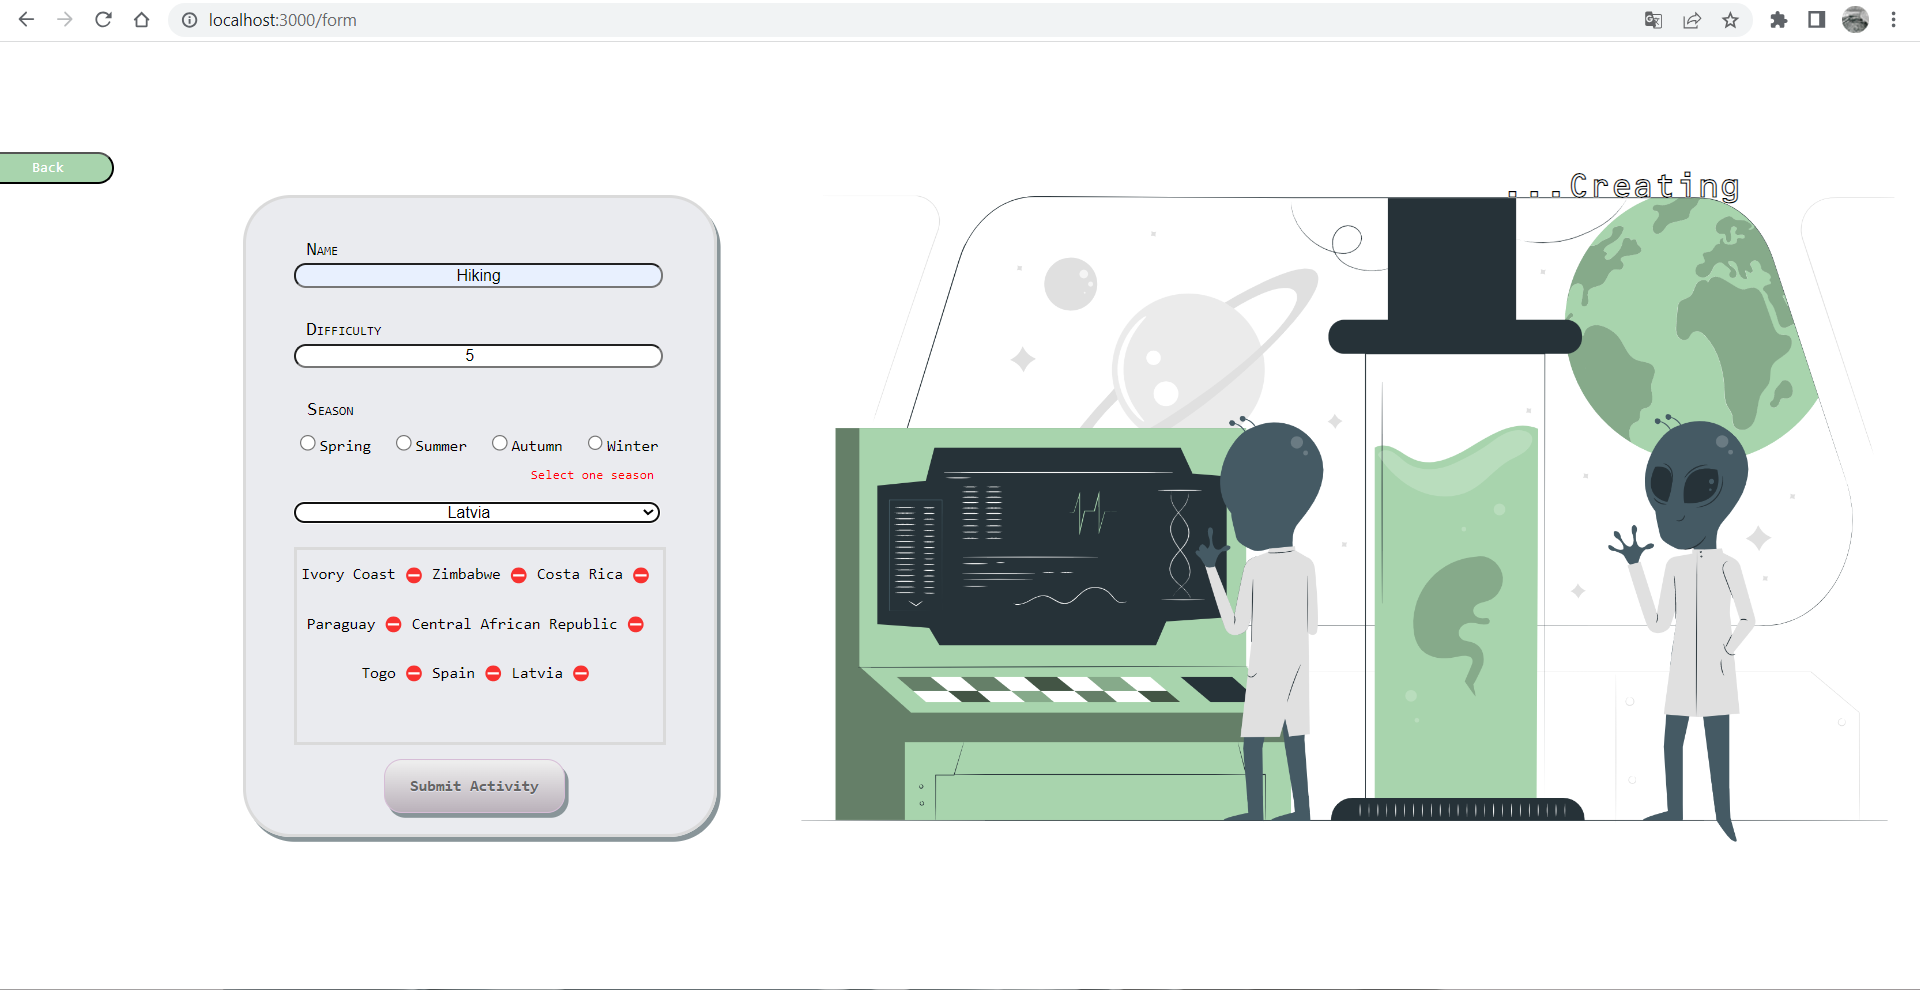 localhost:3000/form
Back
...Creating
Name
Hiking
Difficulty
5
Season
Spring Summer Autumn Winter
Select one season
Latvia
Ivory Coast Zimbabwe Costa Rica
Paraguay Central African Republic
Togo Spain Latvia
Submit Activity